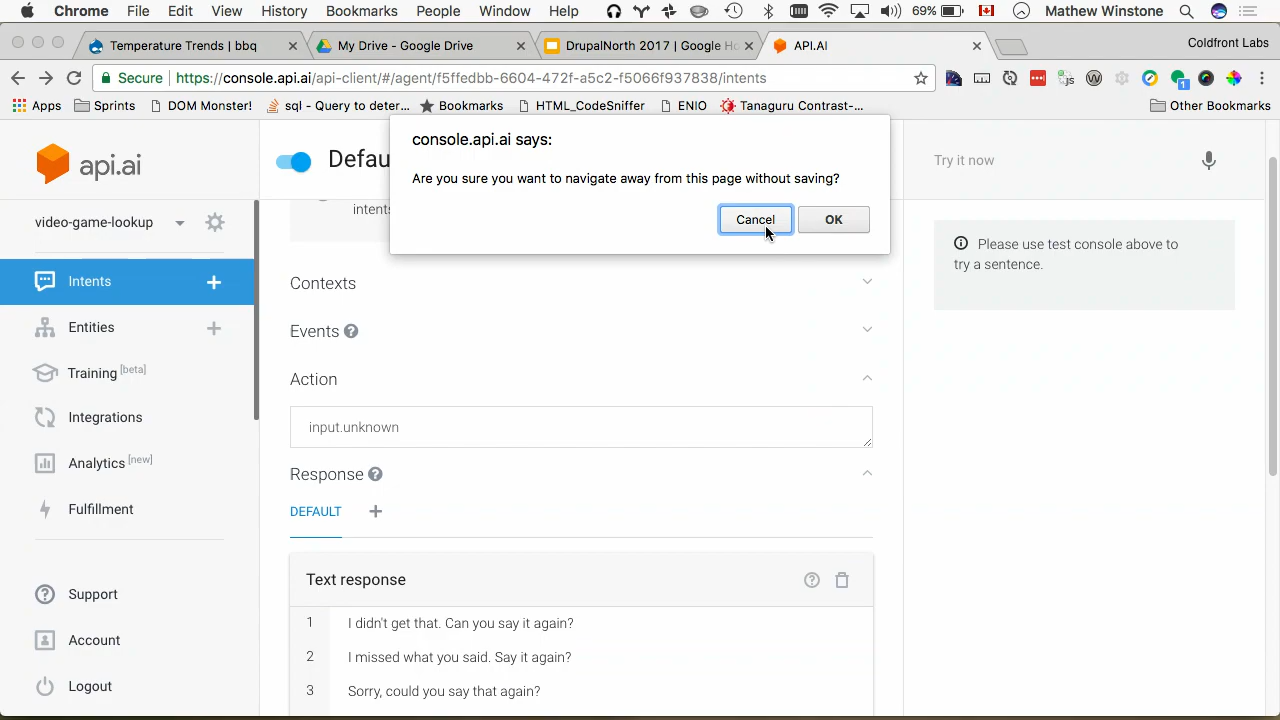 Chrome File Edit View History Bookmarks People Window Help 69% Mathew Winstone
Temperature Trends | bbq
My Drive - Google Drive
DrupalNorth 2017 | Google
API.AI
Coldfront Labs
Secure https://console.api.ai/api-client/#/agent/f5ffedbb-6604-472f-a5c2-f5066f937838/intents
Apps Sprints DOM Monster! sql - Query to deter... Bookmarks HTML_CodeSniffer ENIO Tanaguru Contrast-... Other Bookmarks
console.api.ai says:
Are you sure you want to navigate away from this page without saving?
Cancel OK
api.ai
Defau
Try it now
video-game-lookup
intents
Please use test console above to
try a sentence.
Intents
Entities
Training [beta]
Integrations
Analytics [new]
Fulfillment
Support
Account
Logout
Contexts
Events
Action
input.unknown
Response
DEFAULT
Text response
1 I didn't get that. Can you say it again?
2 I missed what you said. Say it again?
3 Sorry, could you say that again?